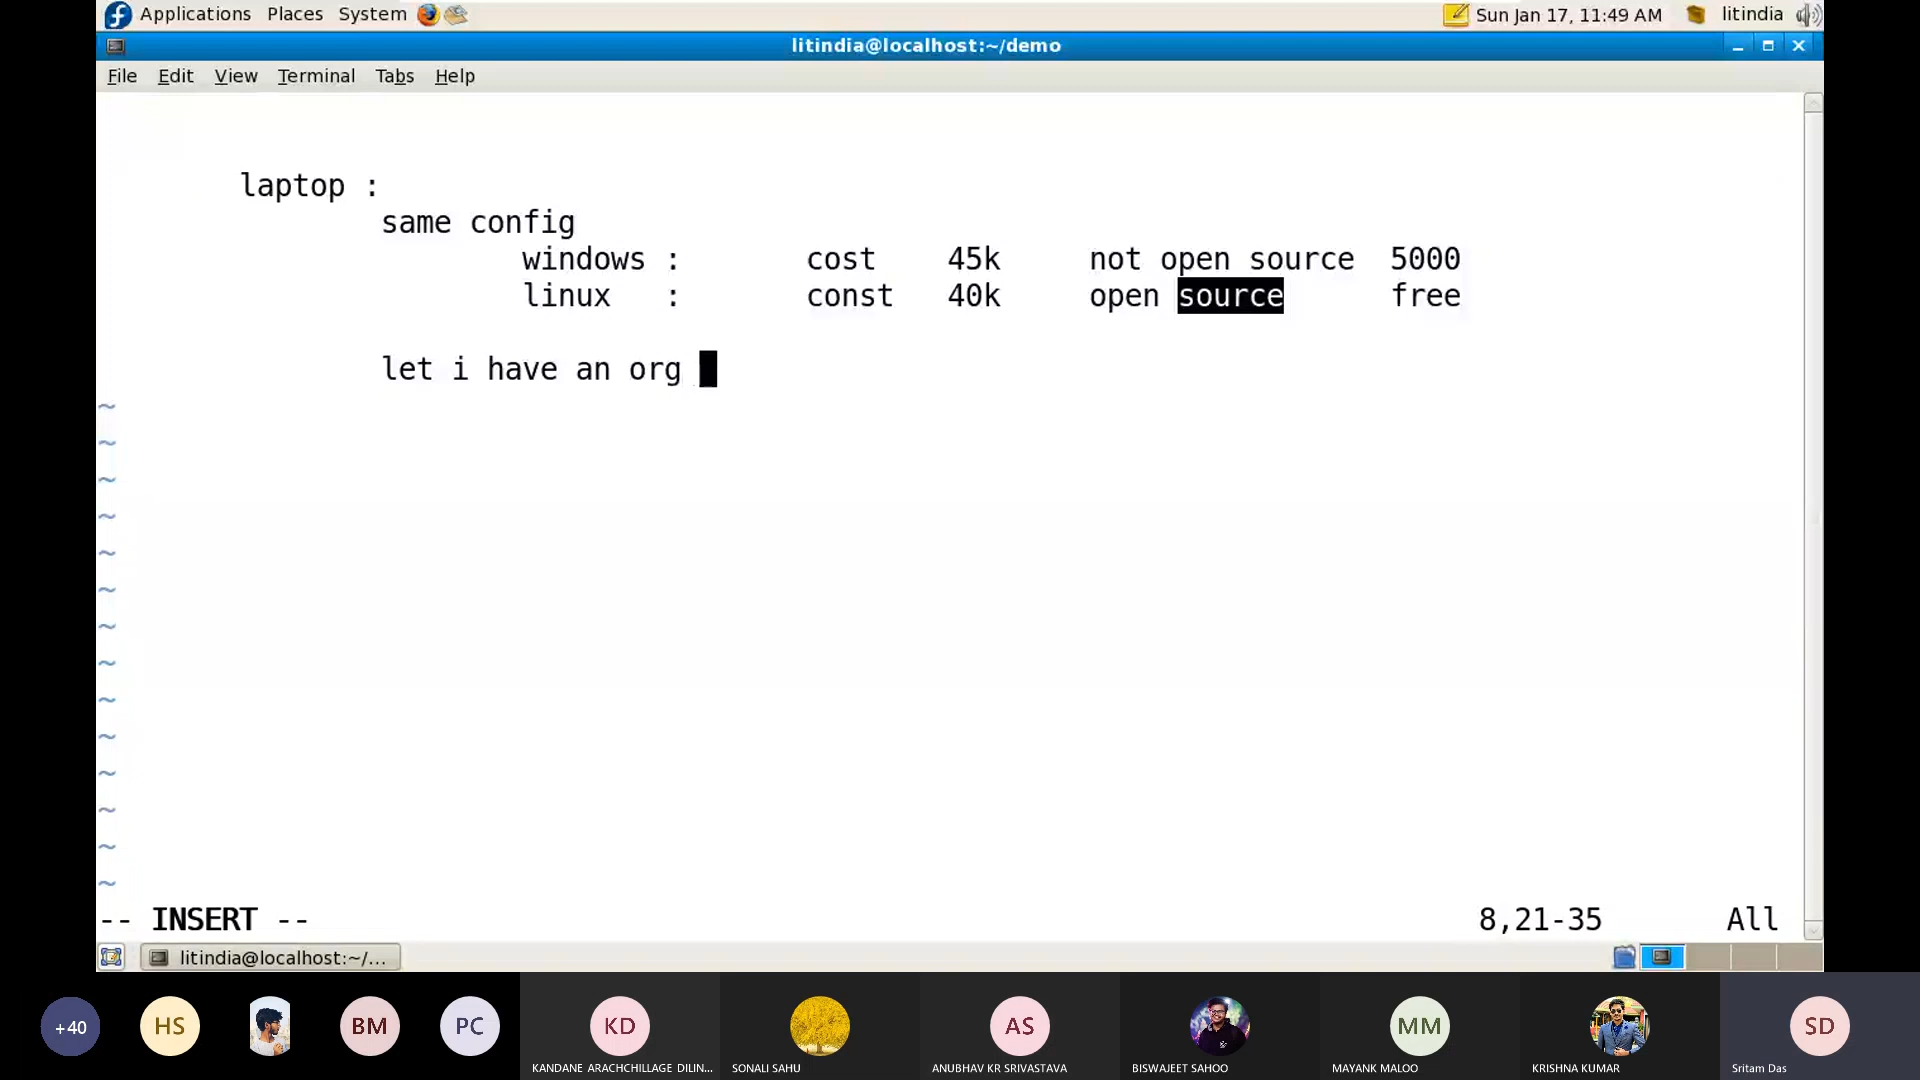 Applications Places System Sun Jan 17, 11:49 AM litindia
litindia@localhost:~/demo
File Edit View Terminal Tabs Help
laptop :
same config
windows : cost 45k not open source 5000
linux : const 40k open source free
let i have an org
~
~
~
~
~
~
~
~
~
~
~
~
~
~
-- INSERT -- 8,21-35 All
litindia@localhost:~/...
+40 HS BM PC KD AS MM SD
KANDANE ARACHCHILLAGE DILIN... SONALI SAHU ANUBHAV KR SRIVASTAVA BISWAJEET SAHOO MAYANK MALOO KRISHNA KUMAR Sritam Das